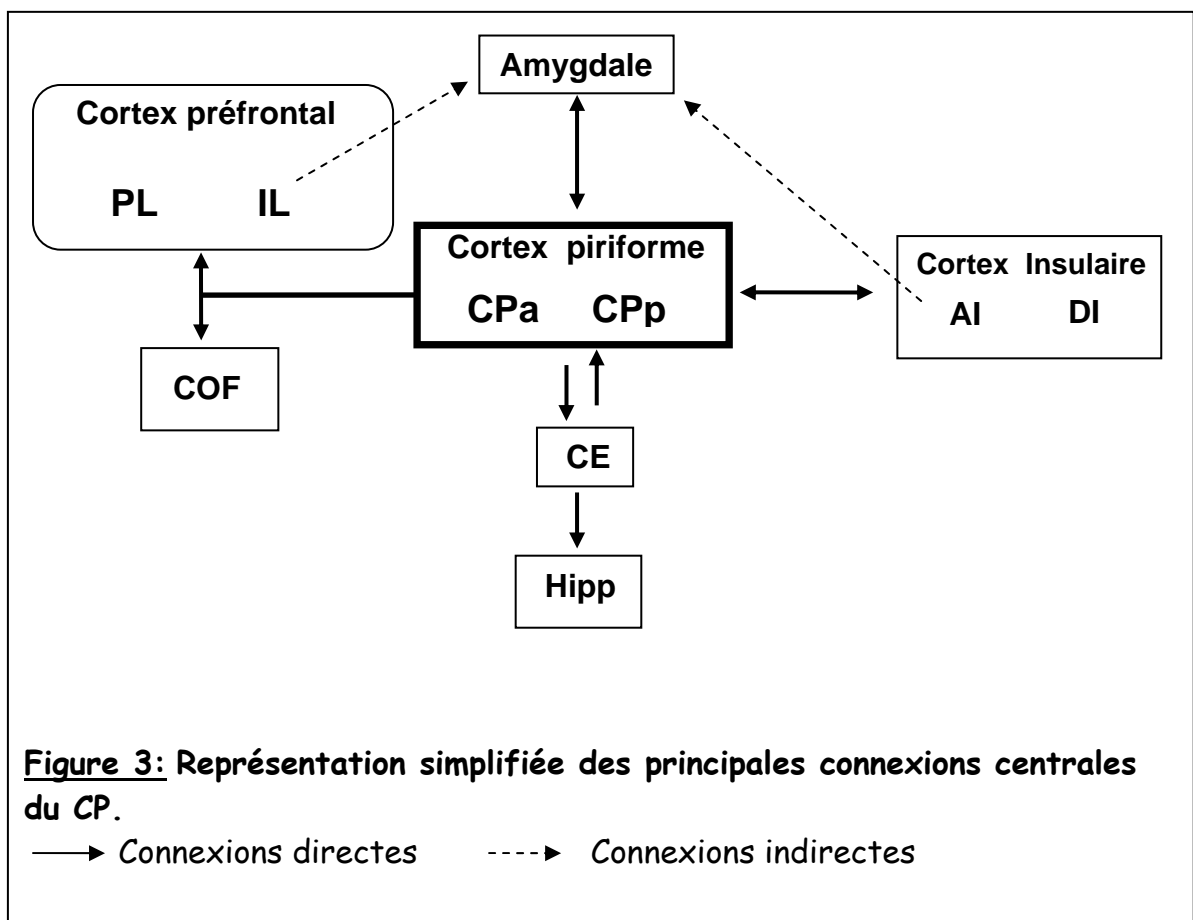 Amygdale
Cortex préfrontal
PL IL
Cortex piriforme
CPa CPp
Cortex Insulaire
AI DI
COF
CE
Hipp
Figure 3: Représentation simplifiée des principales connexions centrales
du CP.
Connexions directes Connexions indirectes